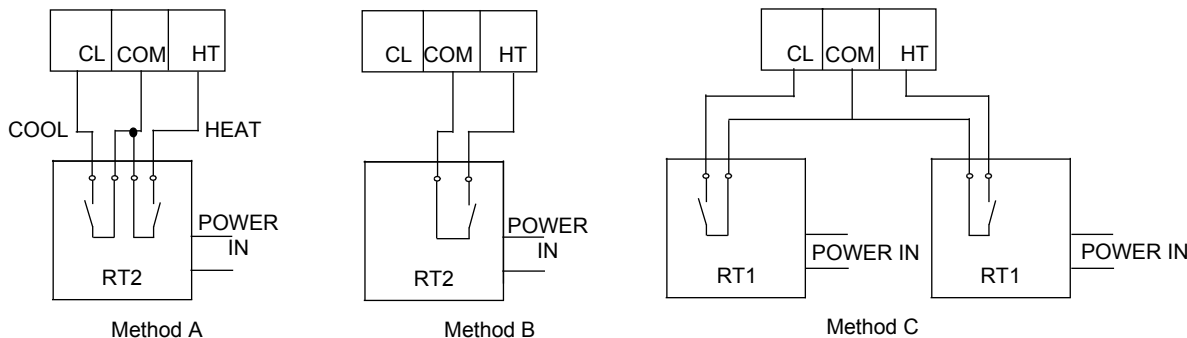 CL COM HT
COOL HEAT
POWER
IN
RT2
Method A
CL COM HT
POWER
IN
RT2
Method B
CL COM HT
POWER IN
RT1
POWER IN
RT1
Method C